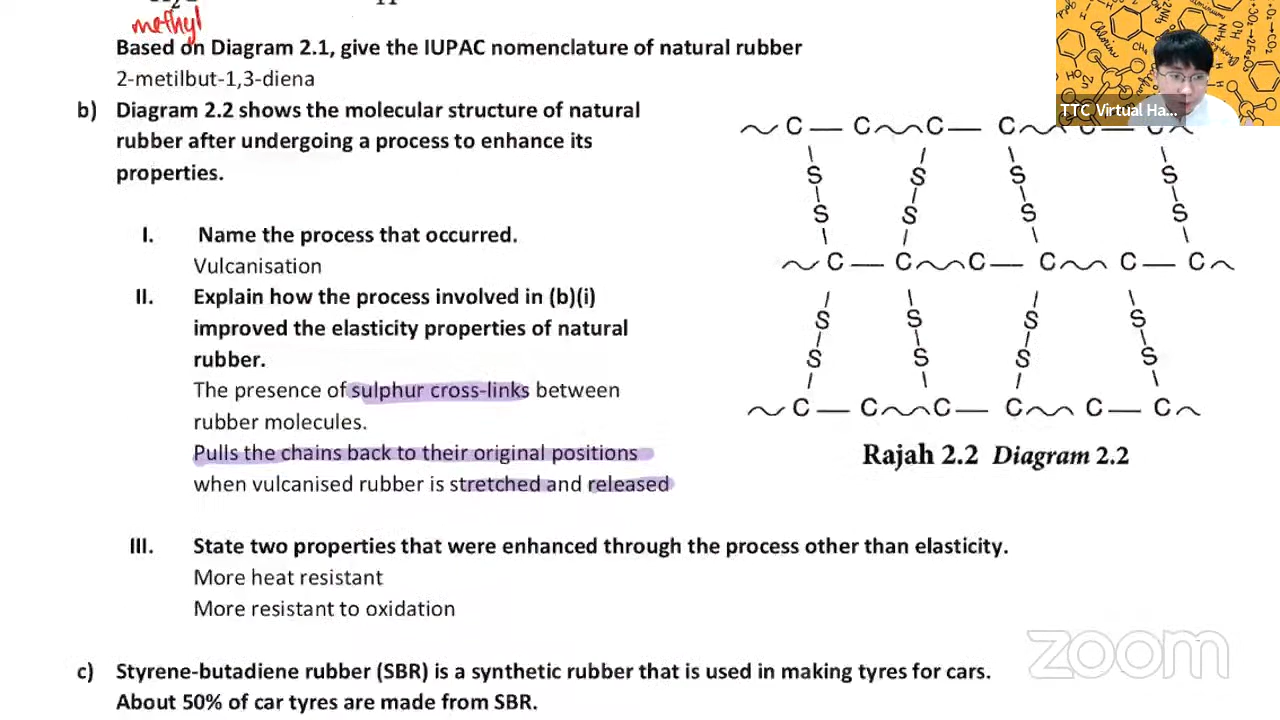 methyl
Based on Diagram 2.1, give the IUPAC nomenclature of natural rubber
2-metilbut-1,3-diena
b) Diagram 2.2 shows the molecular structure of natural
rubber after undergoing a process to enhance its
properties.
I. Name the process that occurred.
Vulcanisation
II. Explain how the process involved in (b)(i)
improved the elasticity properties of natural
rubber.
The presence of sulphur cross-links between
rubber molecules.
Pulls the chains back to their original positions
when vulcanised rubber is stretched and released
III. State two properties that were enhanced through the process other than elasticity.
More heat resistant
More resistant to oxidation
c) Styrene-butadiene rubber (SBR) is a synthetic rubber that is used in making tyres for cars.
About 50% of car tyres are made from SBR.
TTC Virtual Ha...
C — C C — C C — C
S S S S
S S S S
C — C C — C C — C
S S S S
S S S S
C — C C — C C — C
Rajah 2.2 Diagram 2.2
zoom